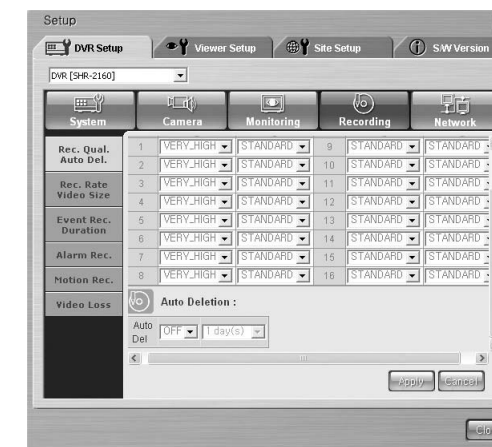 Setup
DVR Setup Viewer Setup Site Setup S/W Version
DVR [SHR-2160]
System Camera Monitoring Recording Network
Rec. Qual.
Auto Del.
Rec. Rate
Video Size
Event Rec.
Duration
Alarm Rec.
Motion Rec.
Video Loss
1 VERY_HIGH STANDARD 9 STANDARD STANDARD
2 VERY_HIGH STANDARD 10 STANDARD STANDARD
3 VERY_HIGH STANDARD 11 STANDARD STANDARD
4 VERY_HIGH STANDARD 12 STANDARD STANDARD
5 VERY_HIGH STANDARD 13 STANDARD STANDARD
6 VERY_HIGH STANDARD 14 STANDARD STANDARD
7 VERY_HIGH STANDARD 15 STANDARD STANDARD
8 VERY_HIGH STANDARD 16 STANDARD STANDARD
Auto Deletion :
Auto
Del OFF 1 day(s)
Apply Cancel
Clo